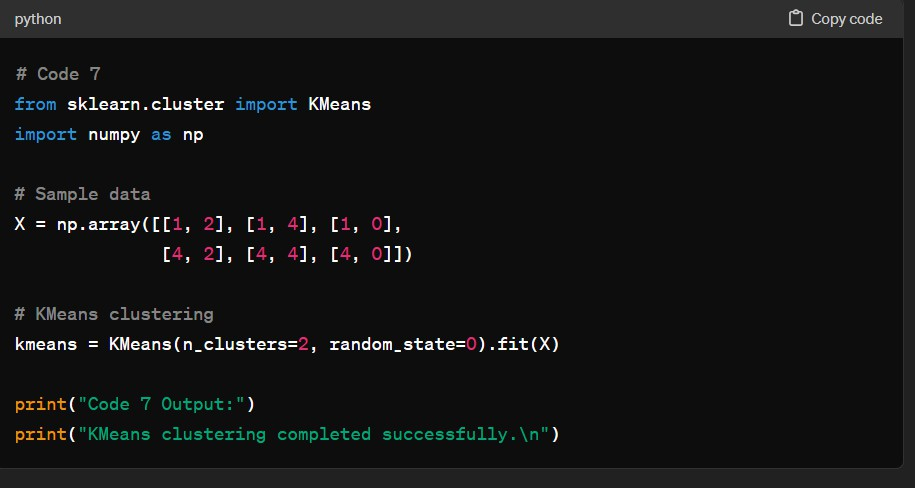 python
Copy code
# Code 7
from sklearn.cluster import KMeans
import numpy as np
# Sample data
X = np.array([[1, 2], [1, 4], [1, 0],
              [4, 2], [4, 4], [4, 0]])
# KMeans clustering
kmeans = KMeans(n_clusters=2, random_state=0).fit(X)
print("Code 7 Output:")
print("KMeans clustering completed successfully.\n")